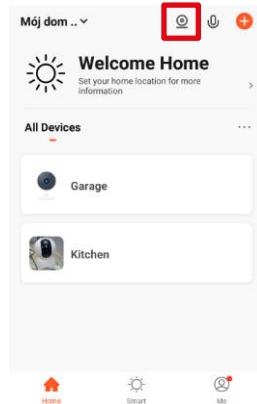 Mój dom ..
Welcome Home
Set your home location for more
information
All Devices
...
Garage
Kitchen
Home
Smart
Me